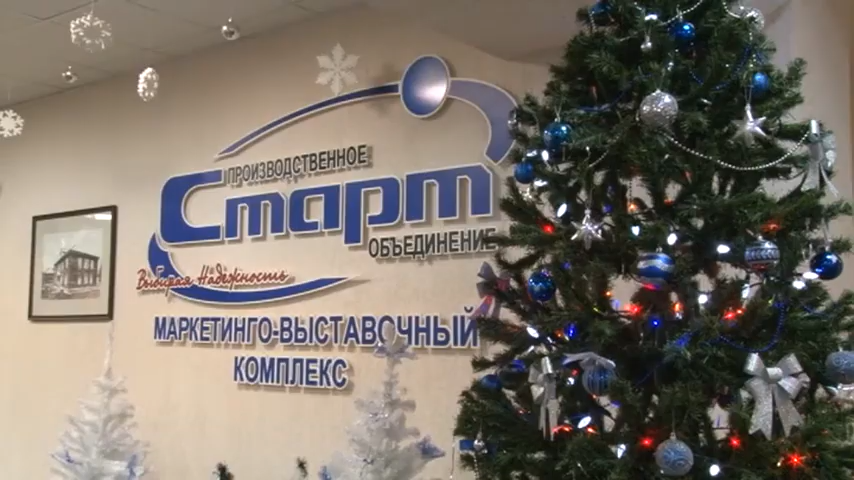 ПРОИЗВОДСТВЕННОЕ
Старт
ОБЪЕДИНЕНИЕ
Выбирая Надежность
МАРКЕТИНГО-ВЫСТАВОЧНЫЙ
КОМПЛЕКС